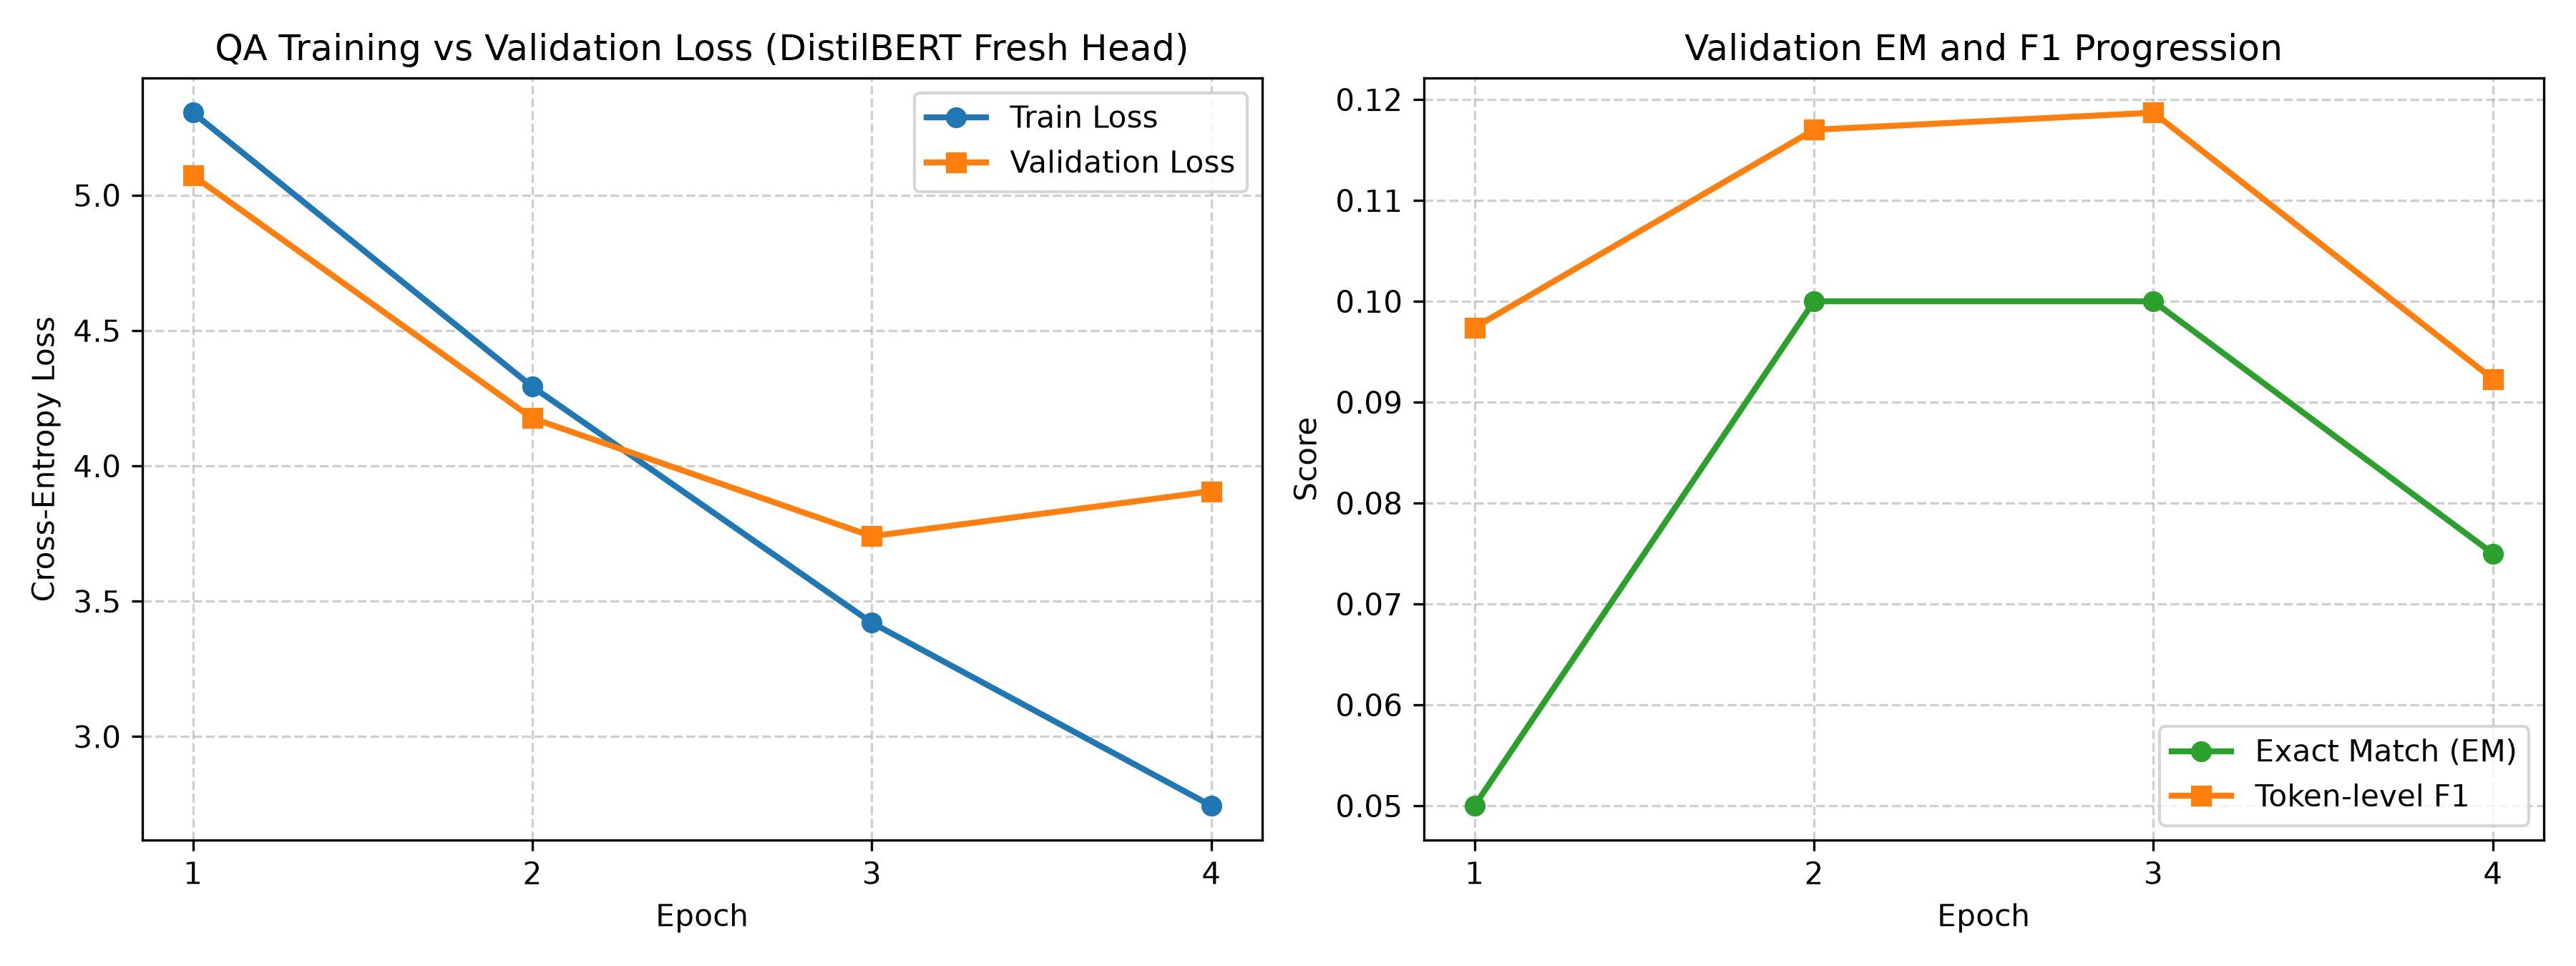 QA Training vs Validation Loss (DistilBERT Fresh Head)
Train Loss
Validation Loss
Cross-Entropy Loss
5.0
4.5
4.0
3.5
3.0
1 2 3 4
Epoch
Validation EM and F1 Progression
Score
0.12
0.11
0.10
0.09
0.08
0.07
0.06
0.05
Exact Match (EM)
Token-level F1
1 2 3 4
Epoch